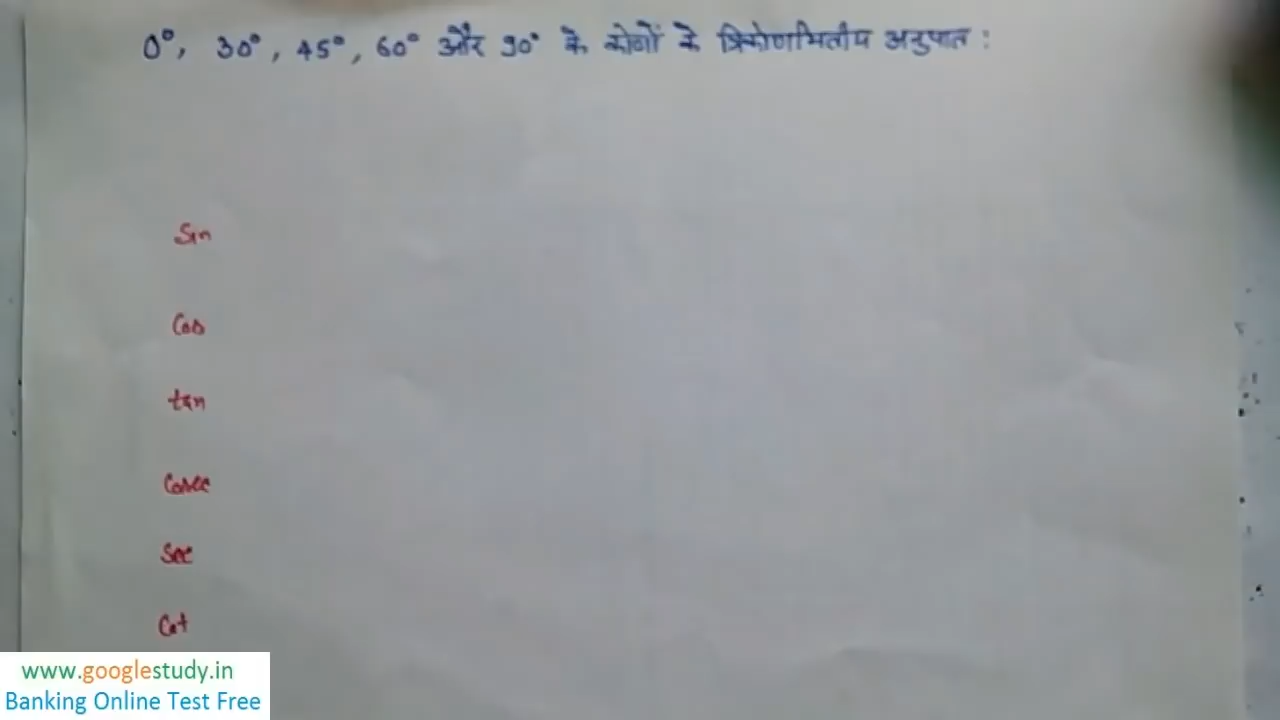 0°, 30°, 45°, 60° और 90° के कोणों के त्रिकोणमितीय अनुपात :
Sin
Cos
tan
Cosec
Sec
Cot
www.googlestudy.in
Banking Online Test Free